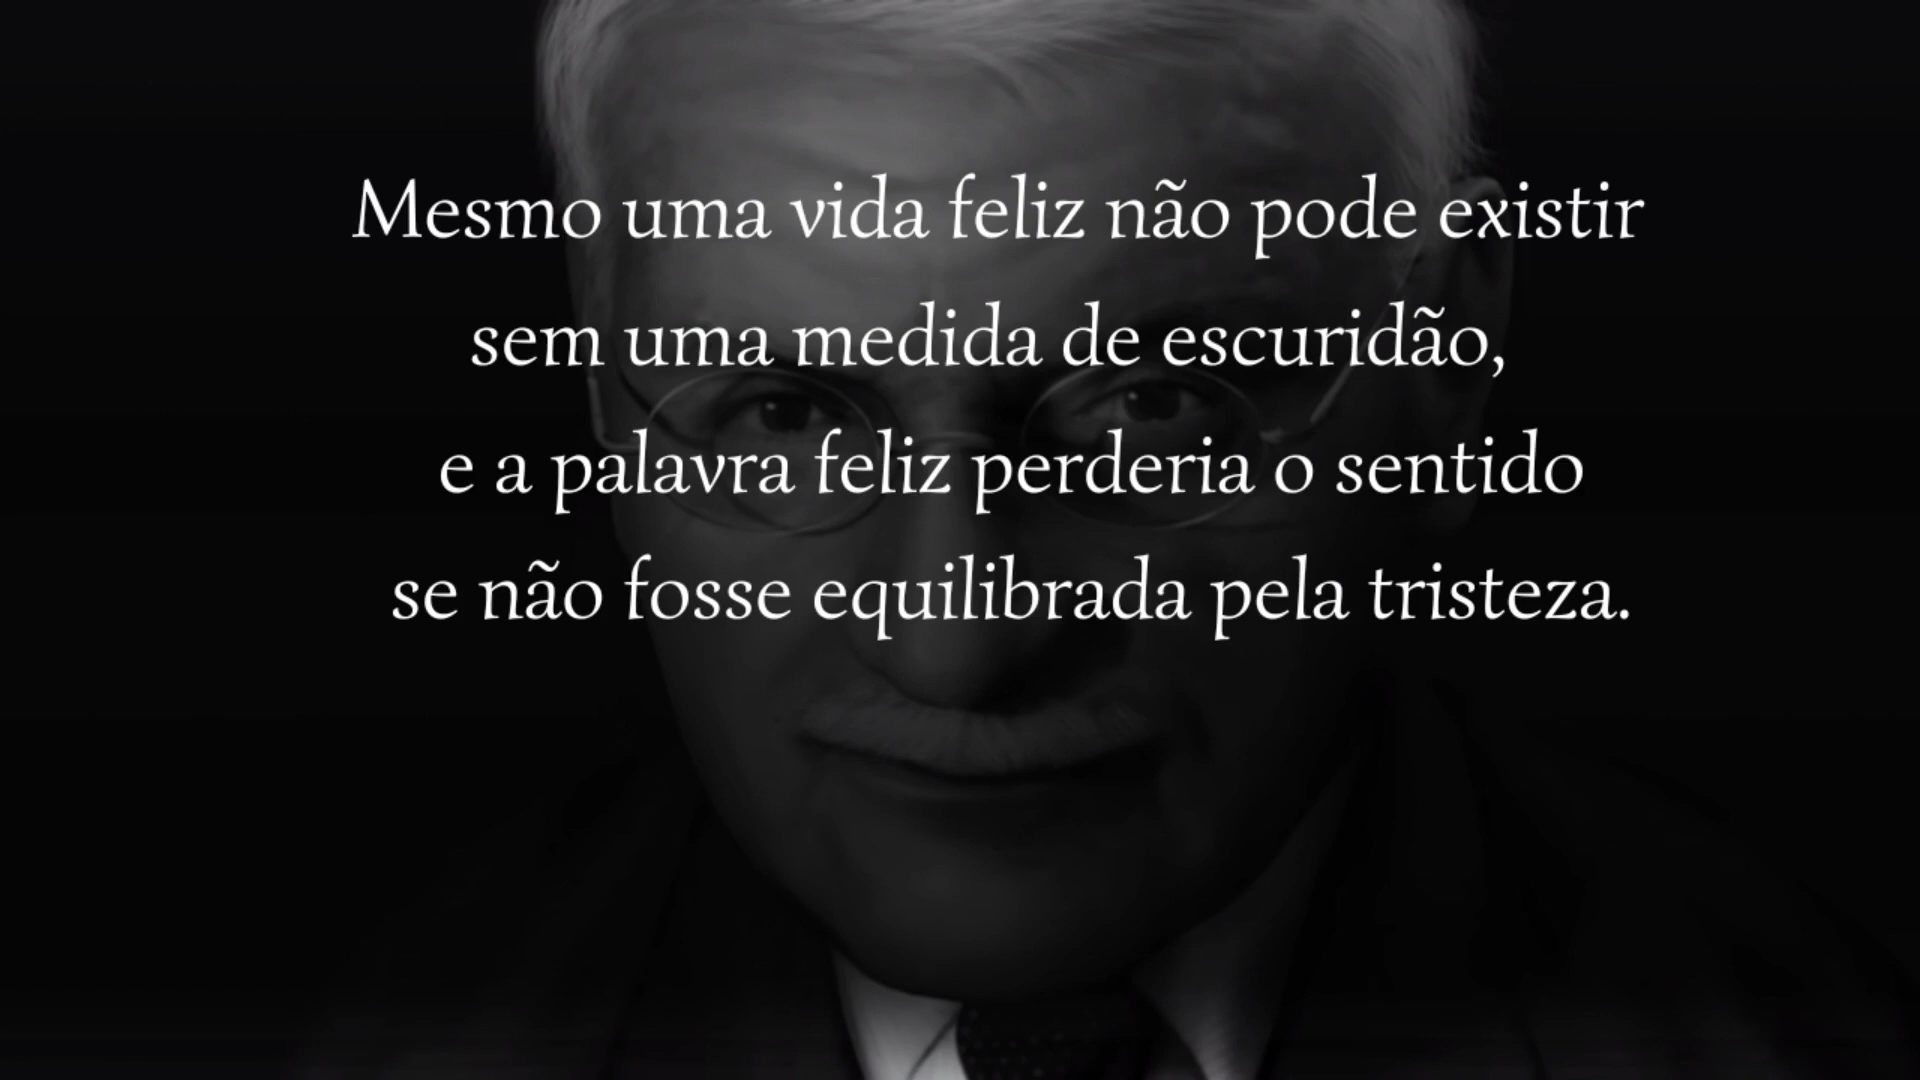 Mesmo uma vida feliz não pode existir
sem uma medida de escuridão,
e a palavra feliz perderia o sentido
se não fosse equilibrada pela tristeza.